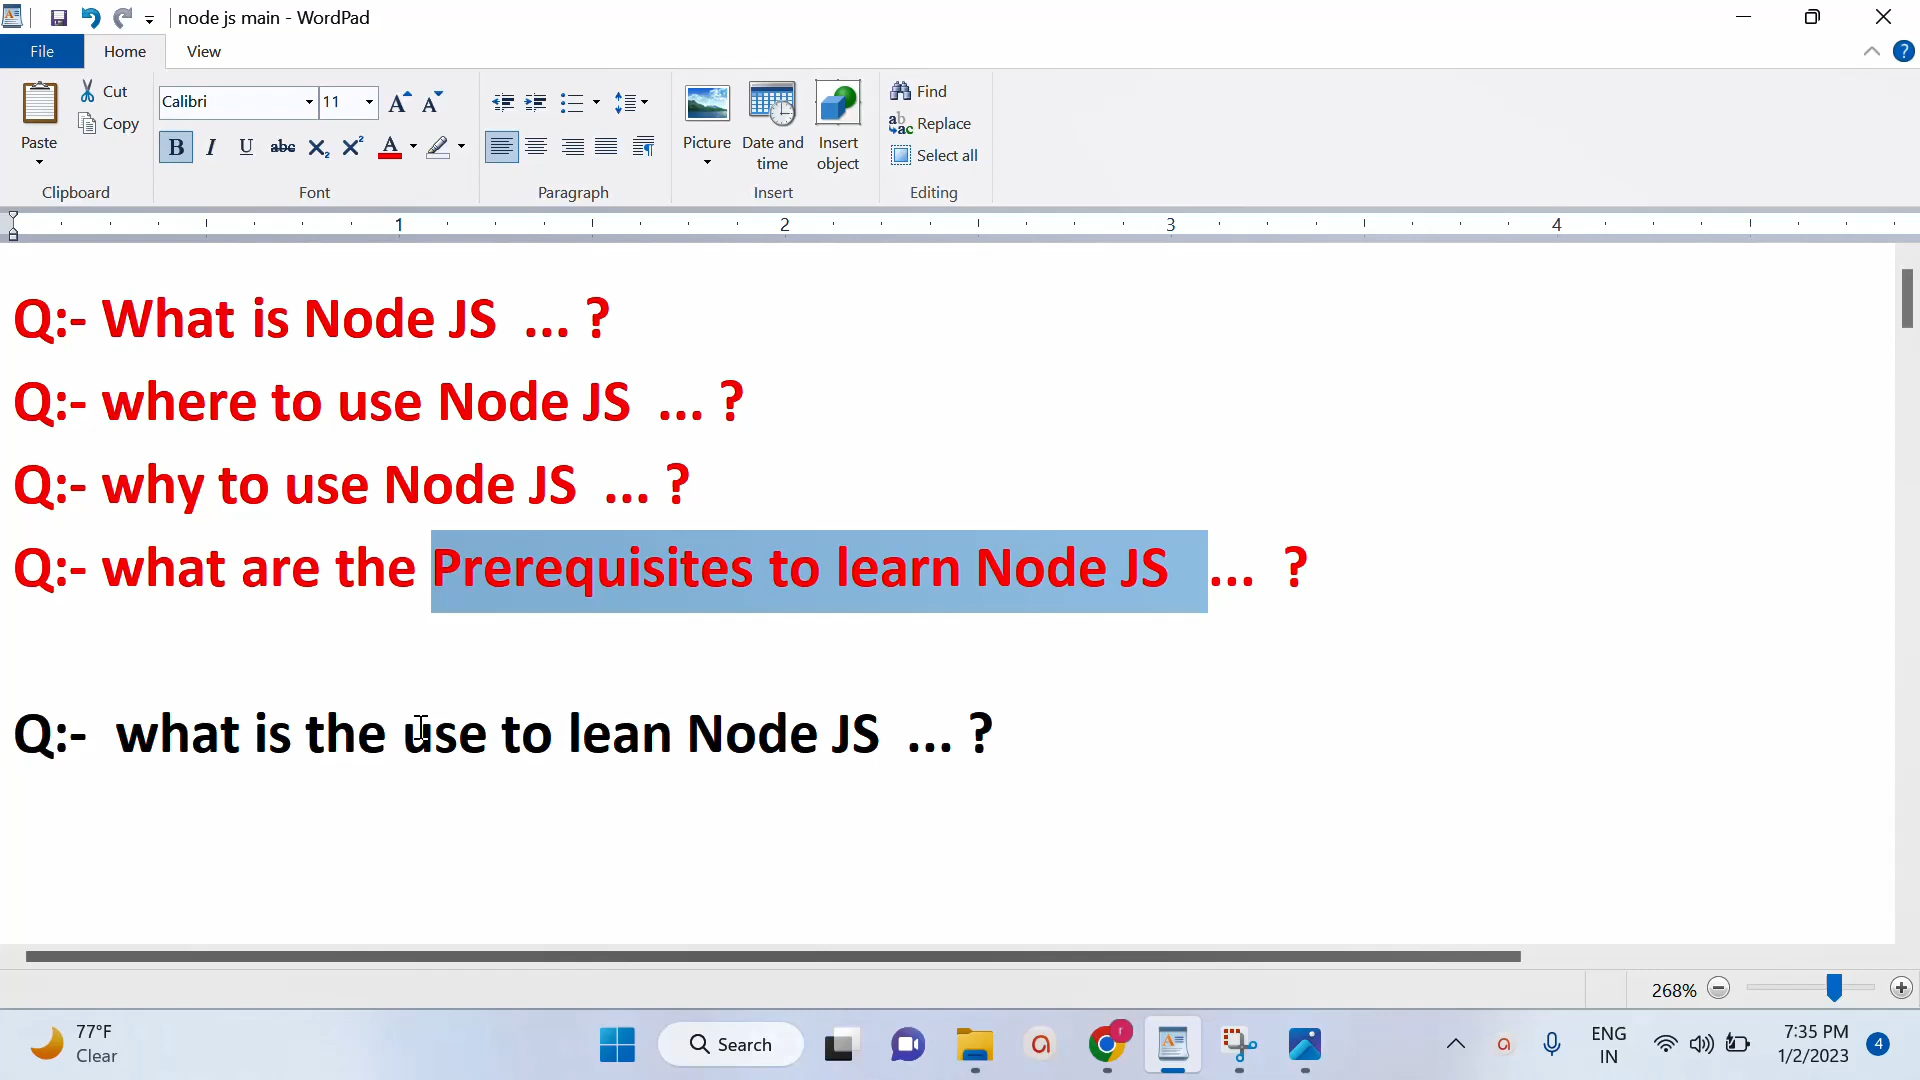 node js main - WordPad
File Home View
Paste Cut Copy
Calibri 11
B I U abc X₂ X² A
Picture Date and time Insert object
Find
Replace
Select all
Clipboard Font Paragraph Insert Editing
1 2 3 4
Q:- What is Node JS ... ?
Q:- where to use Node JS ... ?
Q:- why to use Node JS ... ?
Q:- what are the Prerequisites to learn Node JS ... ?
Q:- what is the use to lean Node JS ... ?
268%
77°F
Clear
Search
ENG
IN
7:35 PM
1/2/2023
4